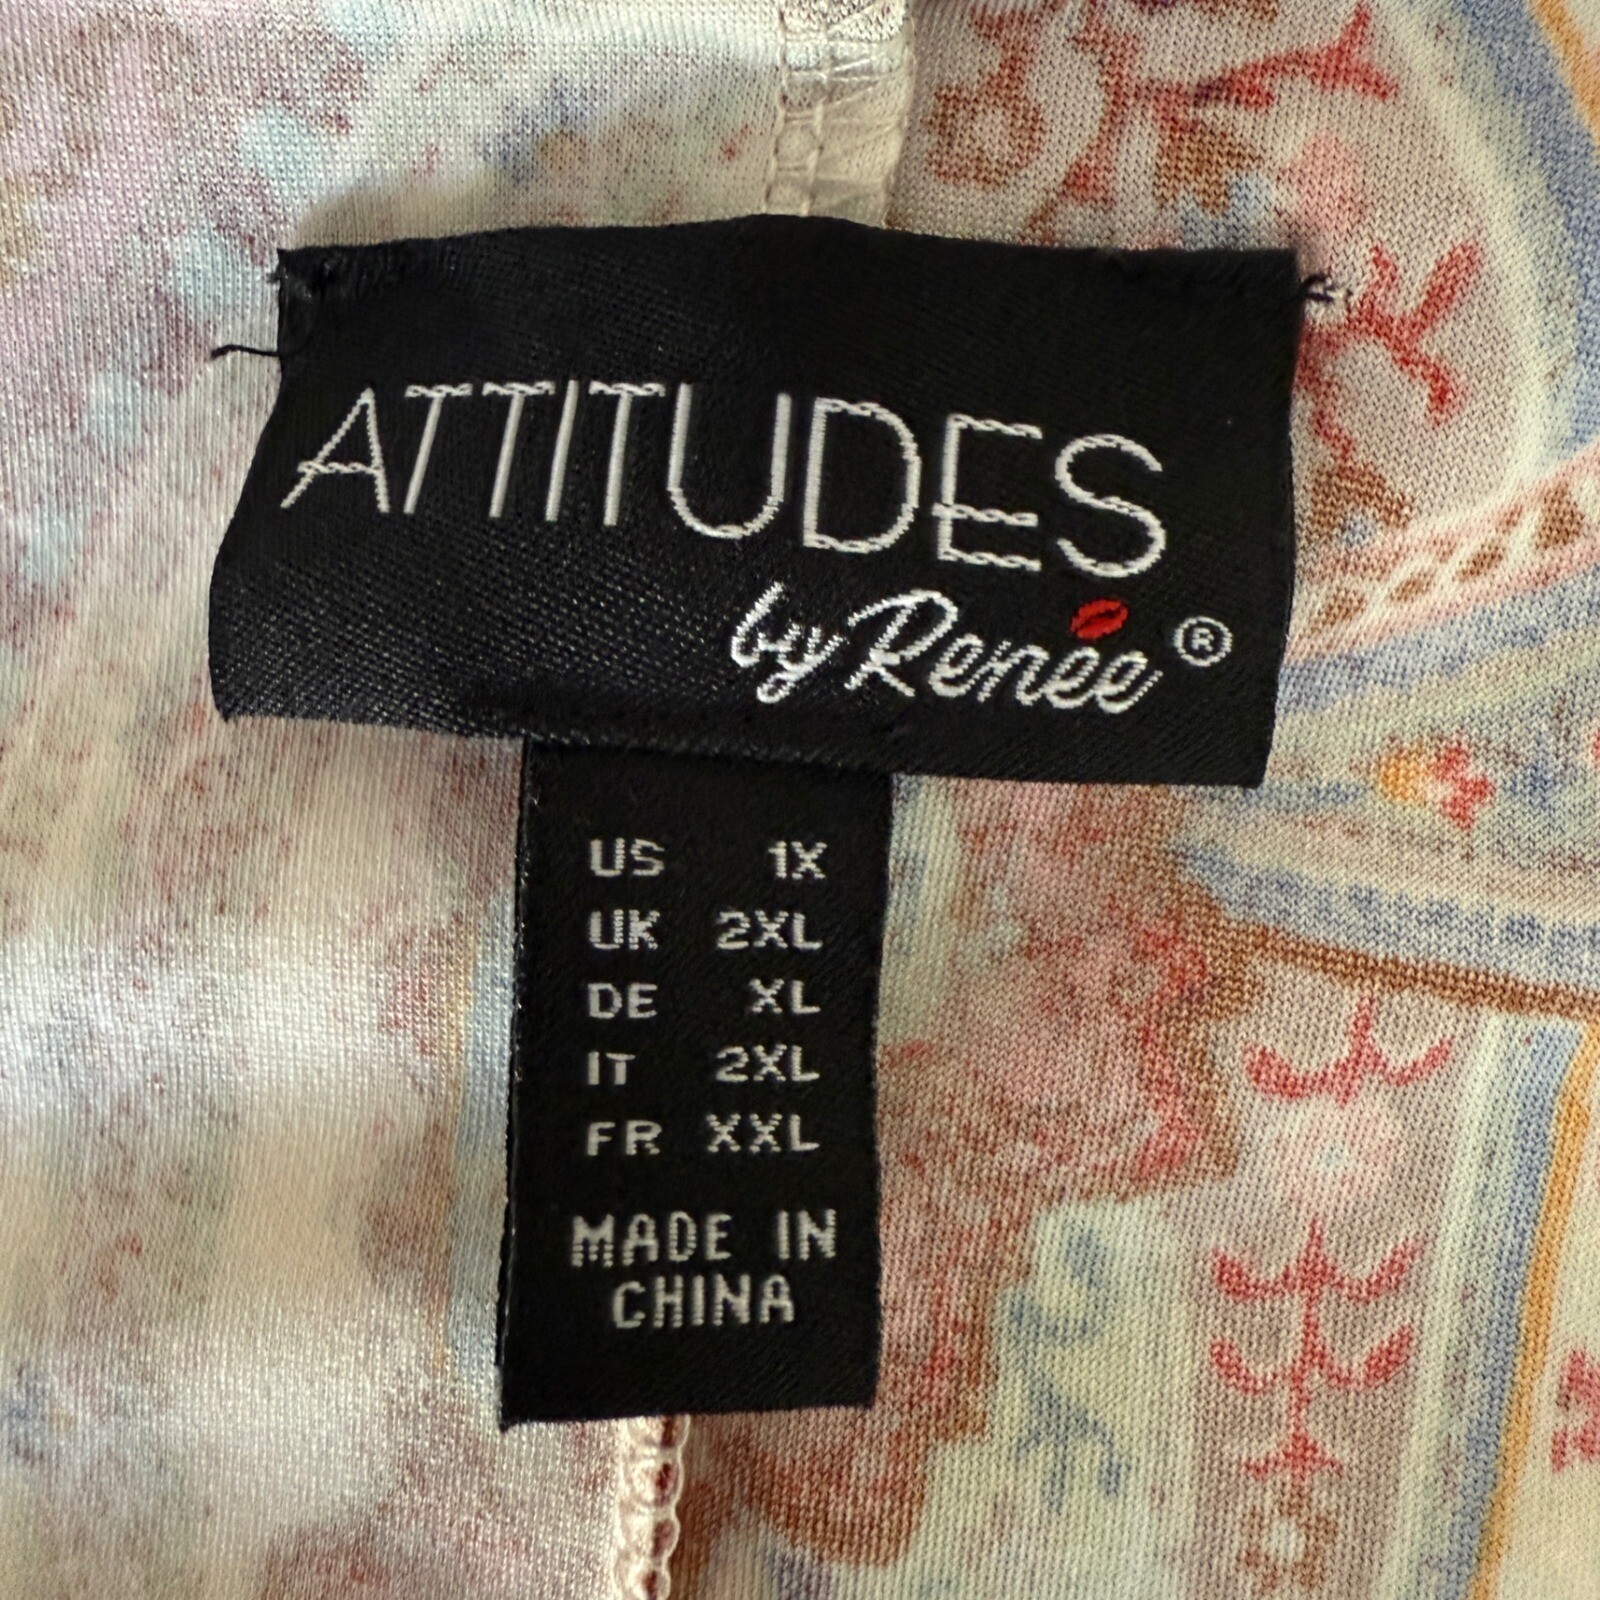 ATTITUDES
by Renée ®
US 1X
UK 2XL
DE XL
IT 2XL
FR XXL
MADE IN
CHINA